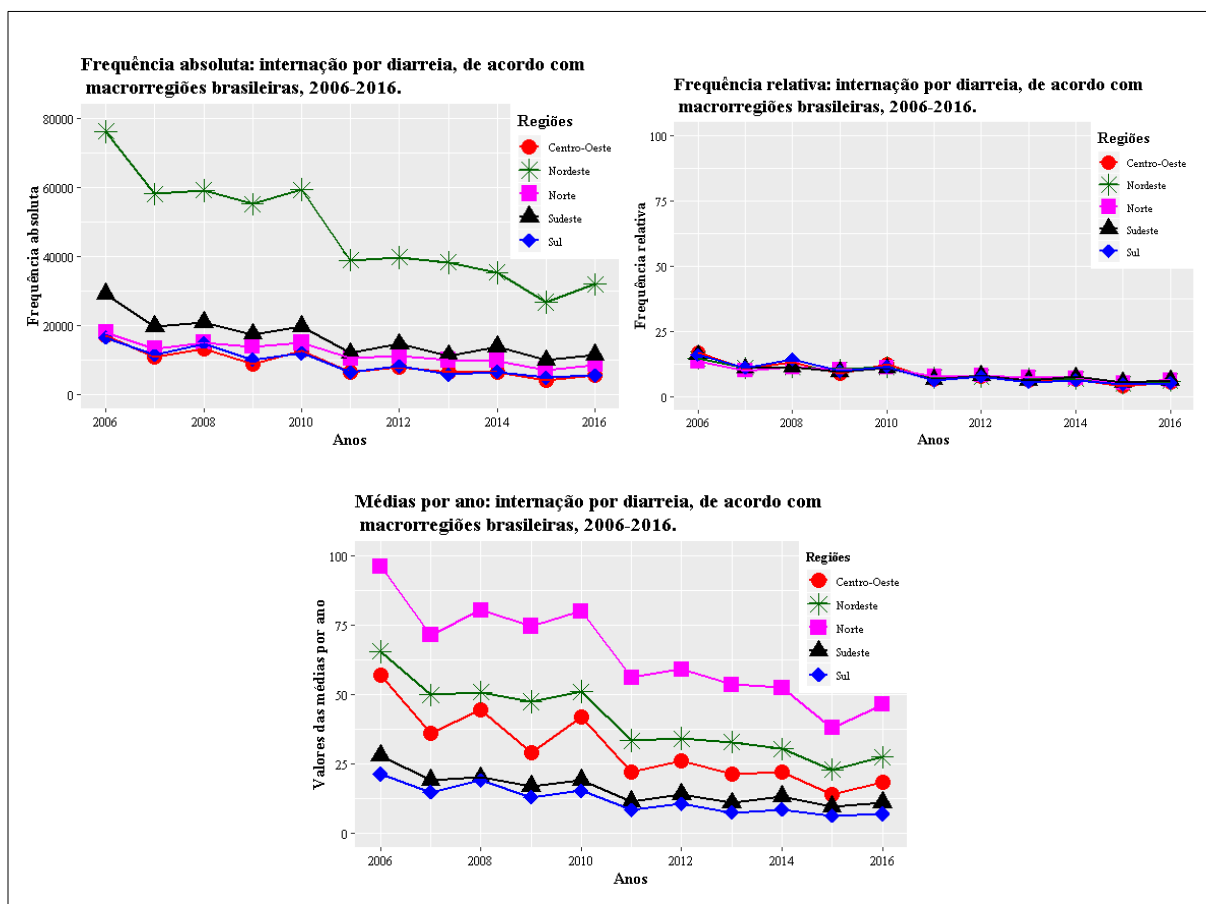 Frequência absoluta: internação por diarreia, de acordo com
macrorregiões brasileiras, 2006-2016.
Frequência absoluta
80000
60000
40000
20000
0
2006
2008
2010
2012
2014
2016
Anos
Regiões
Centro-Oeste
Nordeste
Norte
Sudeste
Sul
Frequência relativa: internação por diarreia, de acordo com
macrorregiões brasileiras, 2006-2016.
Frequência relativa
100
75
50
25
0
2006
2008
2010
2012
2014
2016
Anos
Regiões
Centro-Oeste
Nordeste
Norte
Sudeste
Sul
Médias por ano: internação por diarreia, de acordo com
macrorregiões brasileiras, 2006-2016.
Valores das médias por ano
100
75
50
25
0
2006
2008
2010
2012
2014
2016
Anos
Regiões
Centro-Oeste
Nordeste
Norte
Sudeste
Sul